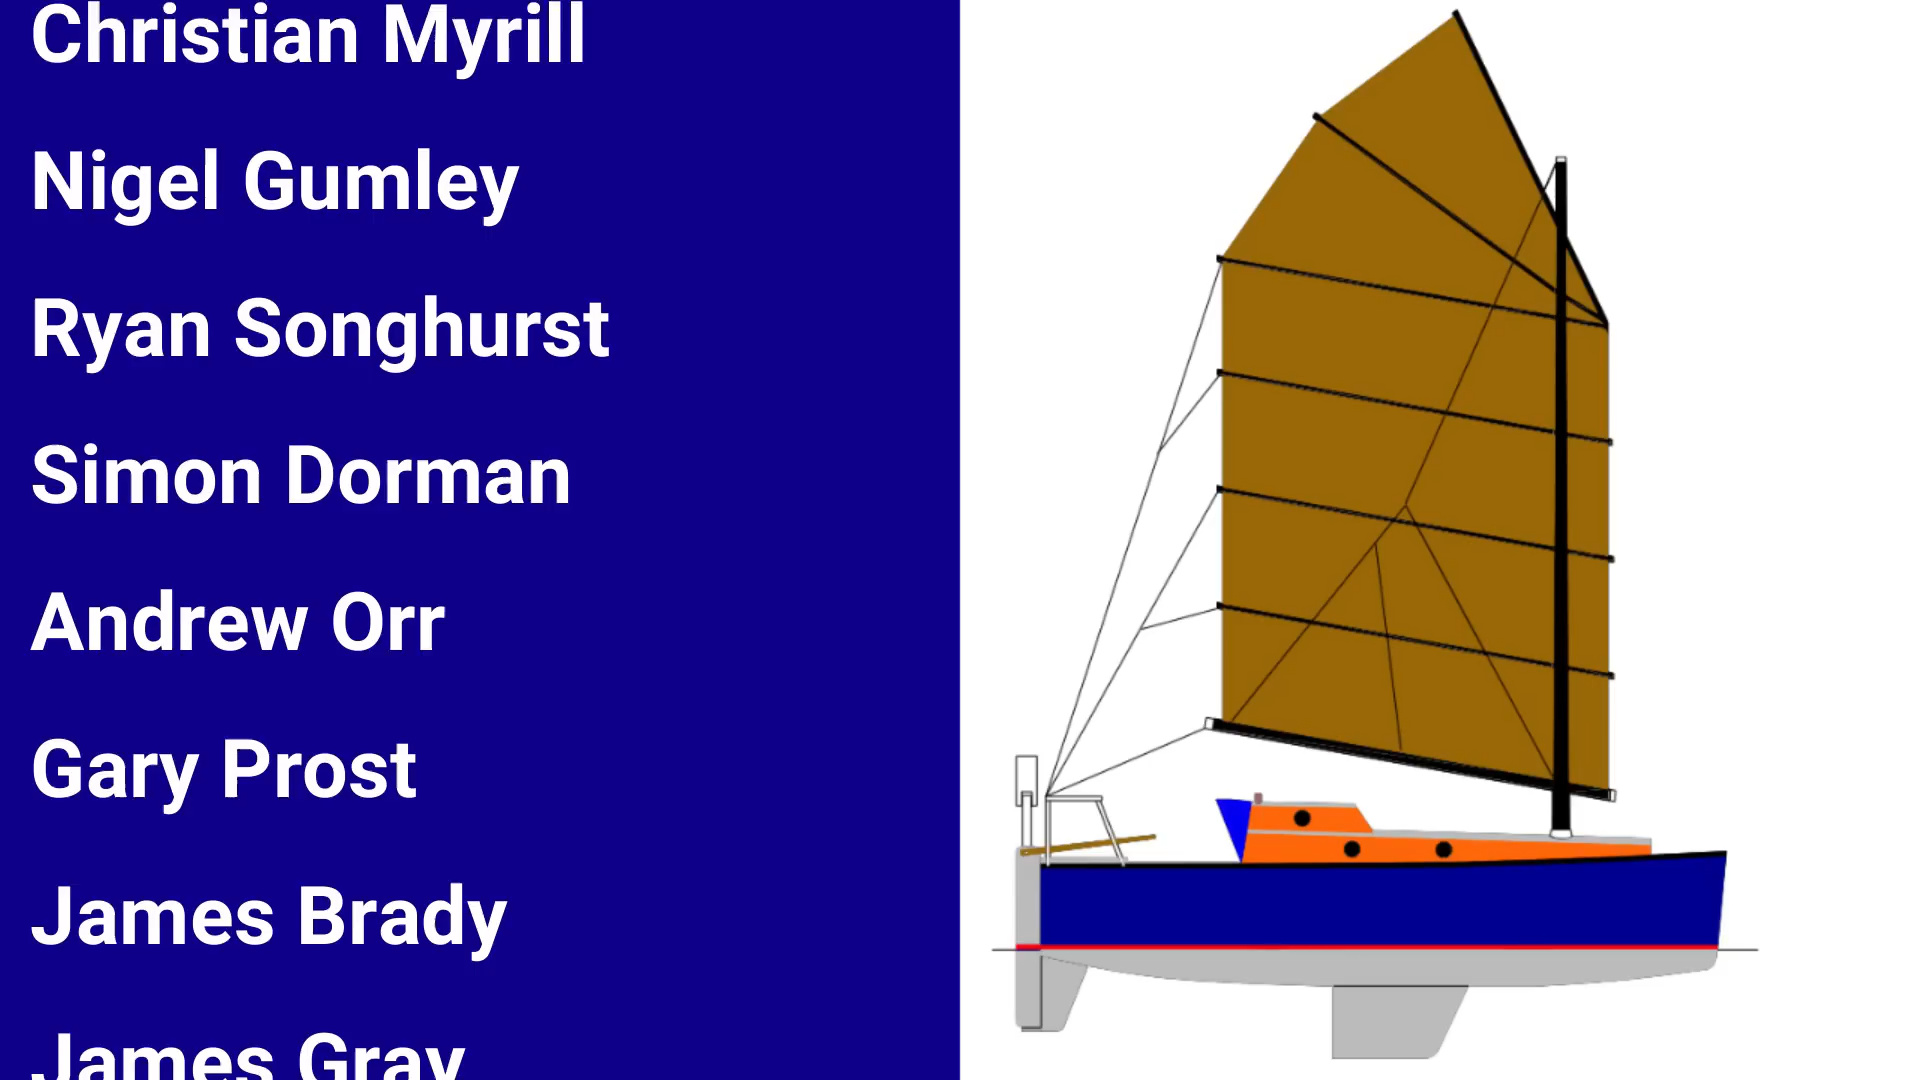 Christian Myrill
Nigel Gumley
Ryan Songhurst
Simon Dorman
Andrew Orr
Gary Prost
James Brady
James Gray